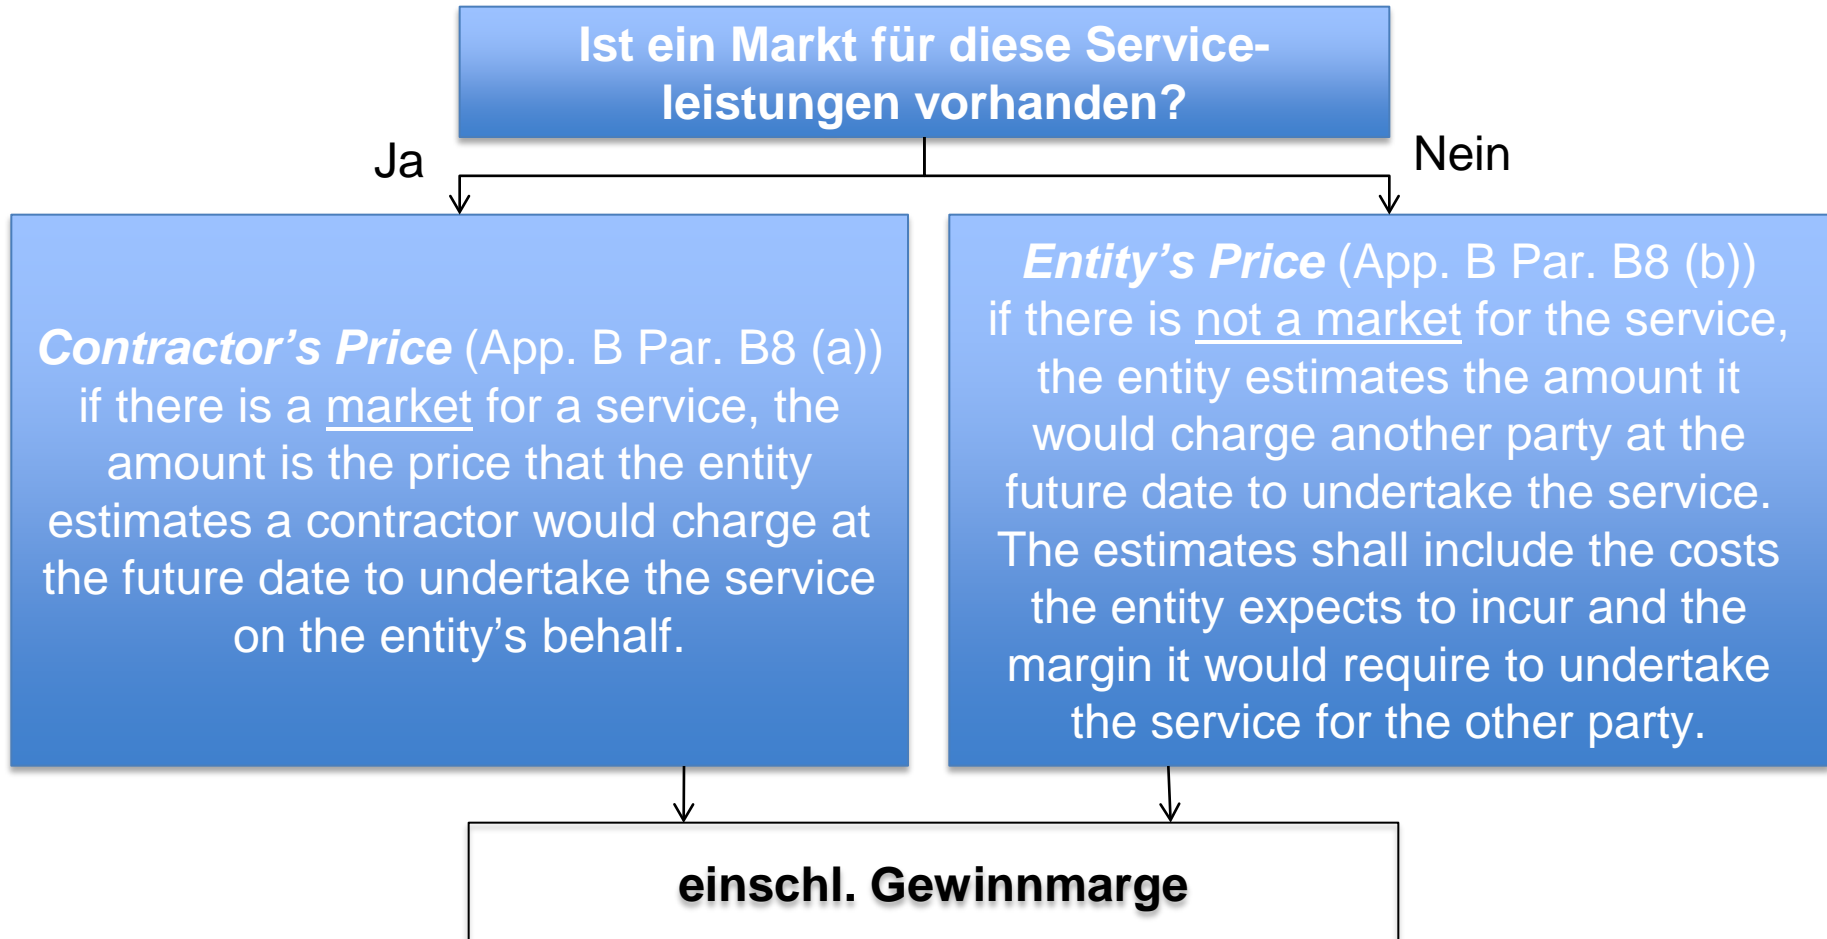 Ist ein Markt für diese Service-
leistungen vorhanden?
Ja
Nein
Contractor’s Price (App. B Par. B8 (a))
if there is a market for a service, the
amount is the price that the entity
estimates a contractor would charge at
the future date to undertake the service
on the entity’s behalf.
Entity’s Price (App. B Par. B8 (b))
if there is not a market for the service,
the entity estimates the amount it
would charge another party at the
future date to undertake the service.
The estimates shall include the costs
the entity expects to incur and the
margin it would require to undertake
the service for the other party.
einschl. Gewinnmarge